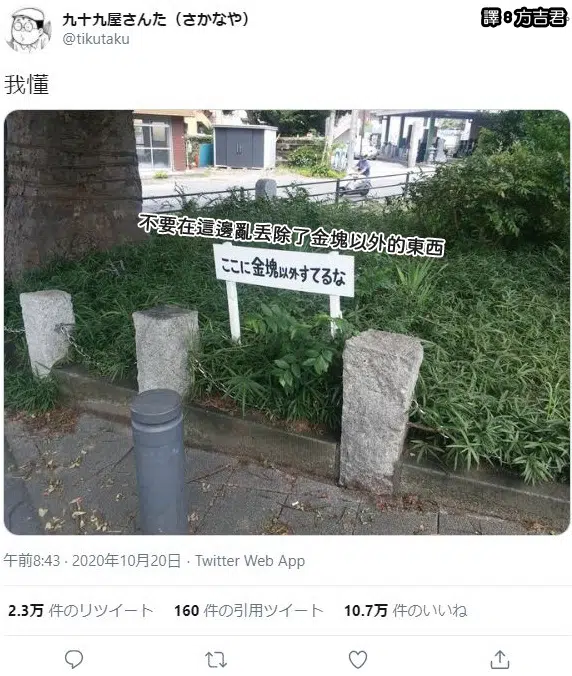 九十九屋さんた（さかなや）
@tikutaku
譯8方吉君
我懂
不要在這邊亂丟除了金塊以外的東西
ここに金塊以外すてるな
午前8:43 · 2020年10月20日 · Twitter Web App
2.3万 件のリツイート 160 件の引用ツイート 10.7万 件のいいね